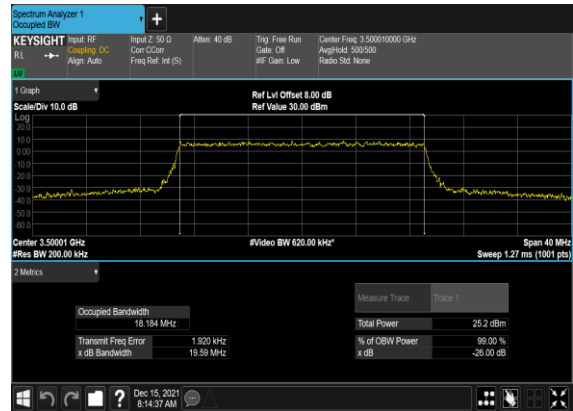 Spectrum Analyzer 1
Occupied BW
+
KEYSIGHT Input: RF Input Z: 50 Ω Atten: 40 dB Trig: Free Run Center Freq: 3.500010000 GHz
RL Coupling: DC Corr CCorr Gate: Off Avg|Hold: 500/500
Align: Auto Freq Ref: Int (S) #IF Gain: Low Radio Std: None
1 Graph
Ref Lvl Offset 8.00 dB
Scale/Div 10.0 dB Ref Value 30.00 dBm
Log
20.0
10.0
0.00
-10.0
-20.0
-30.0
-40.0
-50.0
-60.0
Center 3.50001 GHz #Video BW 620.00 kHz* Span 40 MHz
#Res BW 200.00 kHz Sweep 1.27 ms (1001 pts)
2 Metrics
Measure Trace Trace 1
Occupied Bandwidth
18.184 MHz Total Power 25.2 dBm
Transmit Freq Error 1.920 kHz % of OBW Power 99.00 %
x dB Bandwidth 19.59 MHz x dB -26.00 dB
? Dec 15, 2021
8:14:37 AM